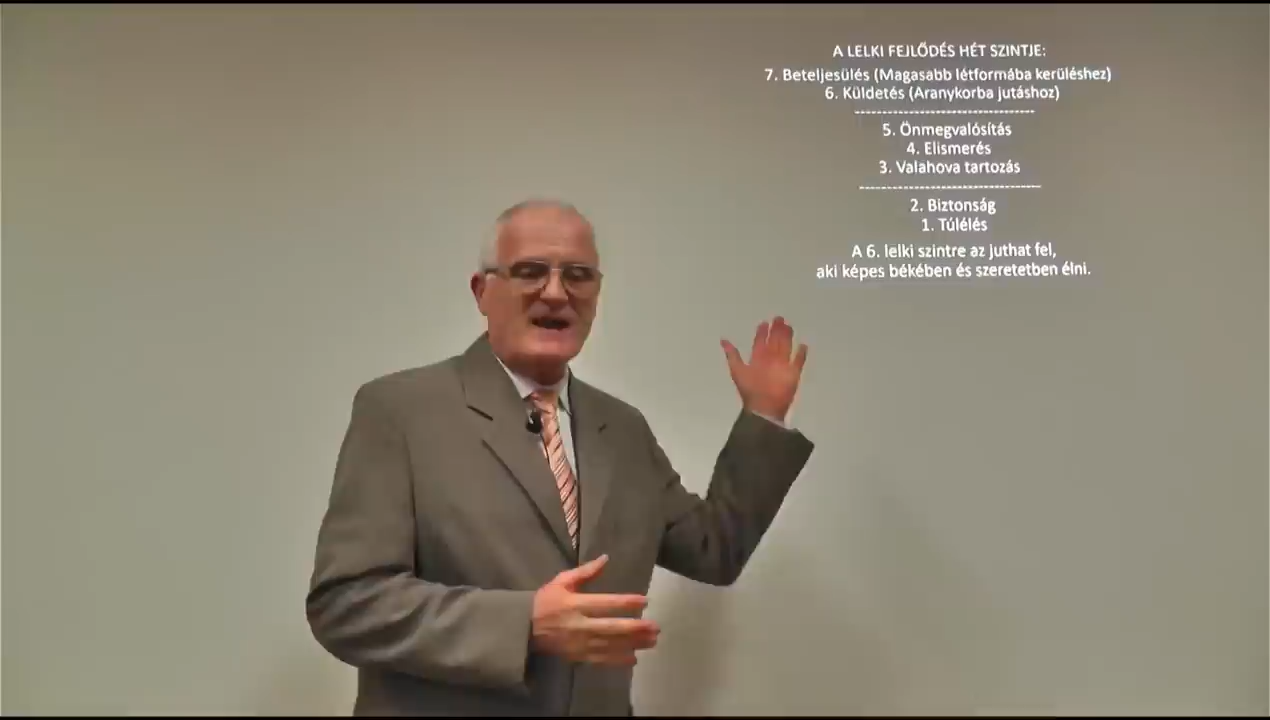 A LELKI FEJLŐDÉS HÉT SZINTJE:
7. Beteljesülés (Magasabb létformába kerüléshez)
6. Küldetés (Aranykorba jutáshoz)
----------------------------------
5. Önmegvalósítás
4. Elismerés
3. Valahova tartozás
----------------------------------
2. Biztonság
1. Túlélés
A 6. lelki szintre az juthat fel,
aki képes békében és szeretetben élni.